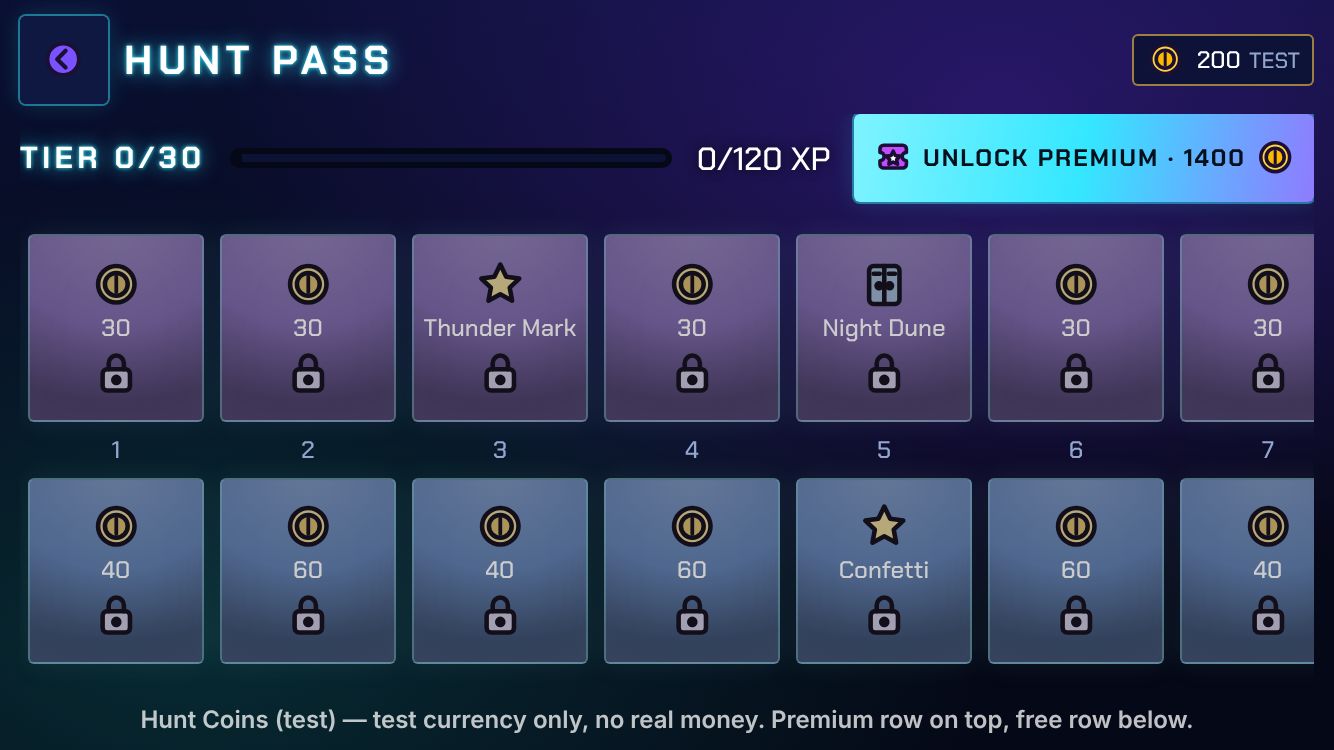 HUNT PASS
200 TEST
TIER 0/30
0/120 XP
UNLOCK PREMIUM · 1400
30
30
Thunder Mark
30
Night Dune
30
30
1
2
3
4
5
6
7
40
60
40
60
Confetti
60
40
Hunt Coins (test) — test currency only, no real money. Premium row on top, free row below.